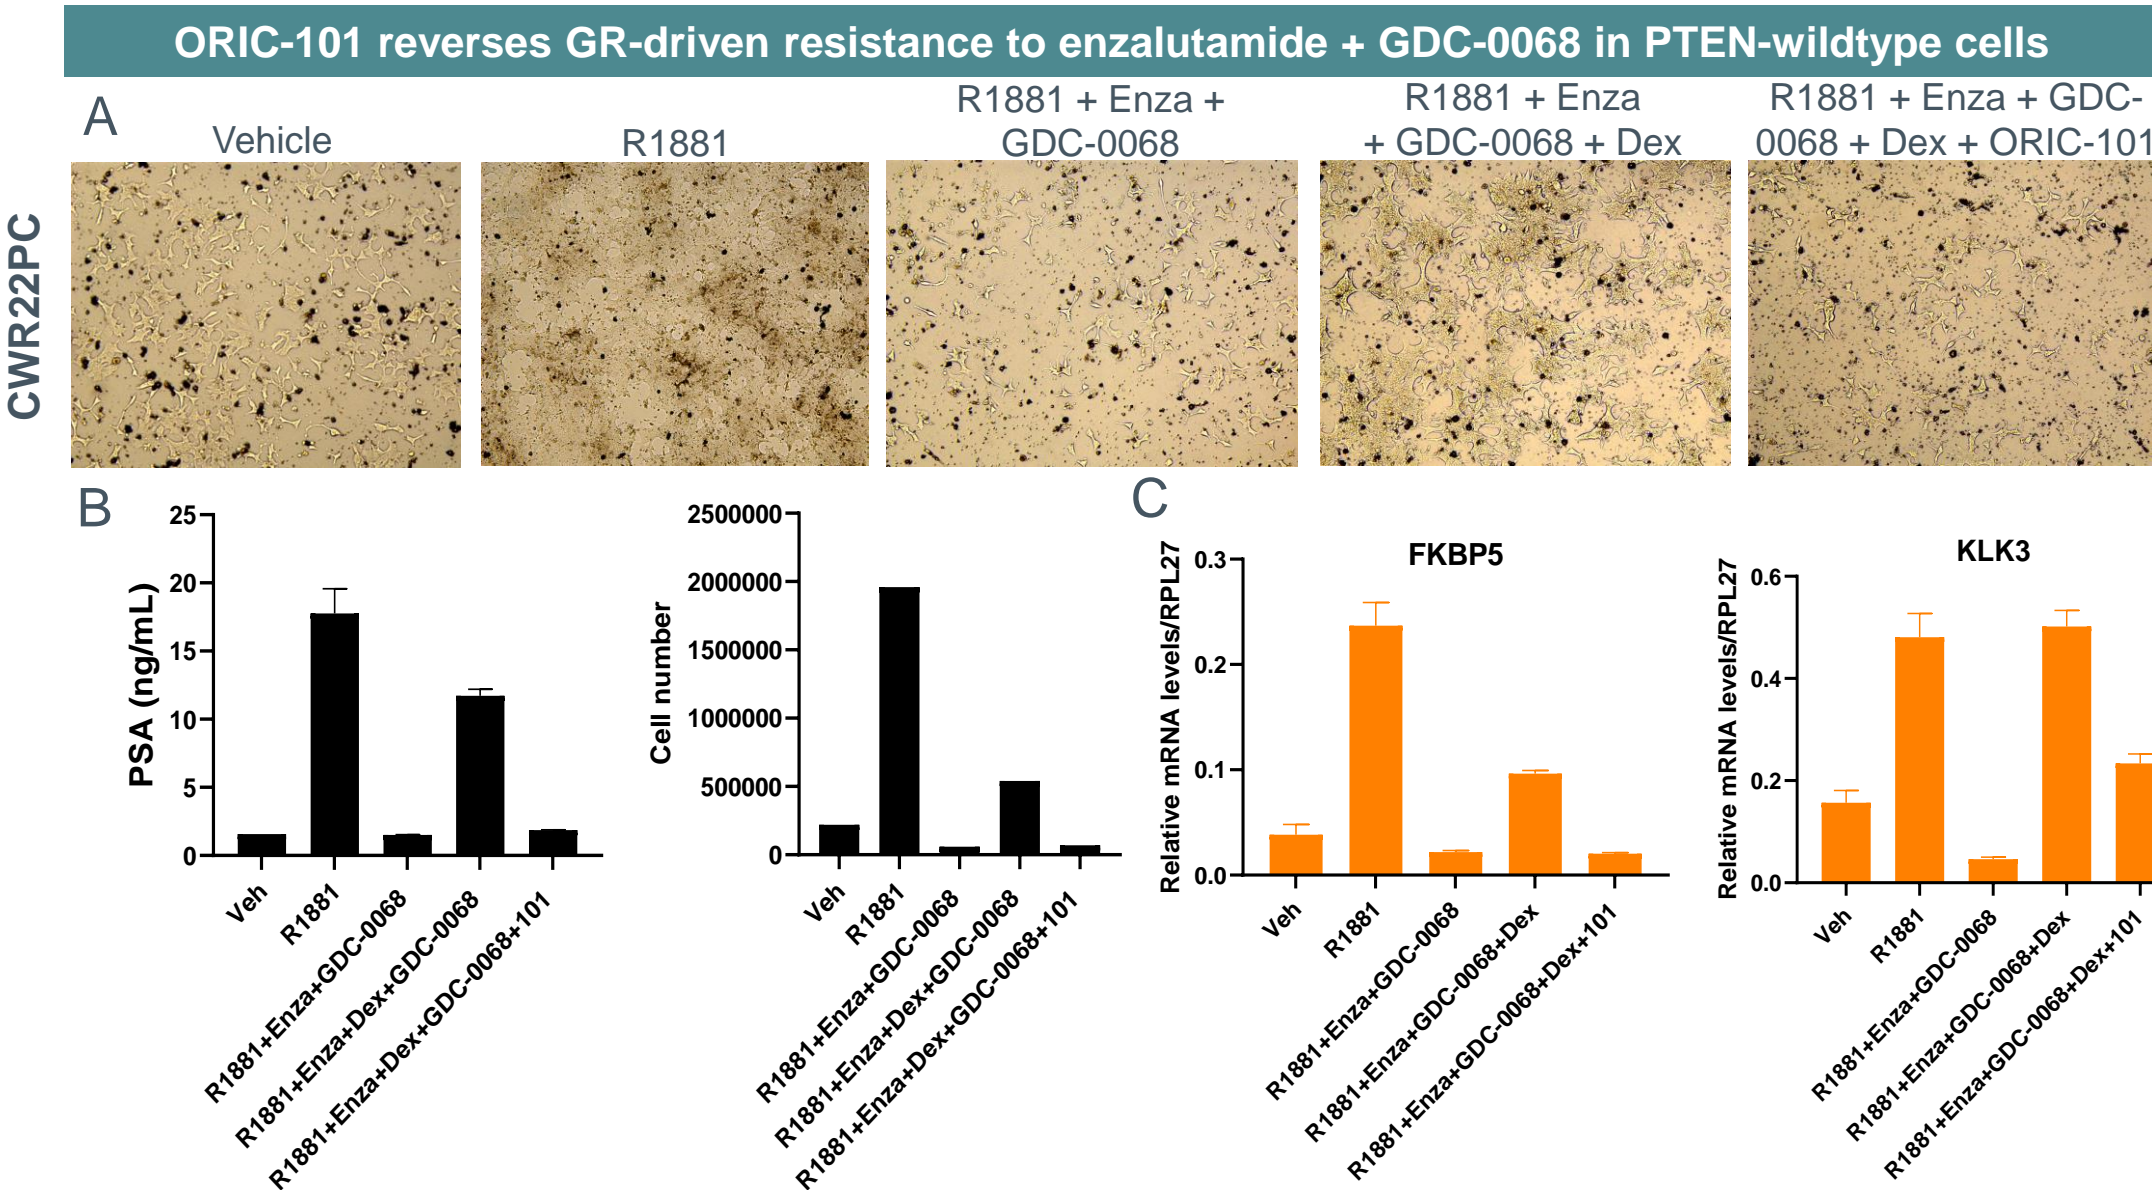 ORIC-101 reverses GR-driven resistance to enzalutamide + GDC-0068 in PTEN-wildtype cells
A
Vehicle
R1881
R1881 + Enza +
GDC-0068
R1881 + Enza
+ GDC-0068 + Dex
R1881 + Enza + GDC-
0068 + Dex + ORIC-101
CWR22PC
B
PSA (ng/mL)
25
20
15
10
5
0
Veh
R1881
R1881+Enza+GDC-0068
R1881+Enza+Dex+GDC-0068
R1881+Enza+Dex+GDC-0068+101
Cell number
2500000
2000000
1500000
1000000
500000
0
Veh
R1881
R1881+Enza+GDC-0068
R1881+Enza+Dex+GDC-0068
R1881+Enza+Dex+GDC-0068+101
C
FKBP5
Relative mRNA levels/RPL27
0.3
0.2
0.1
0.0
Veh
R1881
R1881+Enza+GDC-0068
R1881+Enza+GDC-0068+Dex
R1881+Enza+GDC-0068+Dex+101
KLK3
Relative mRNA levels/RPL27
0.6
0.4
0.2
0.0
Veh
R1881
R1881+Enza+GDC-0068
R1881+Enza+GDC-0068+Dex
R1881+Enza+GDC-0068+Dex+101